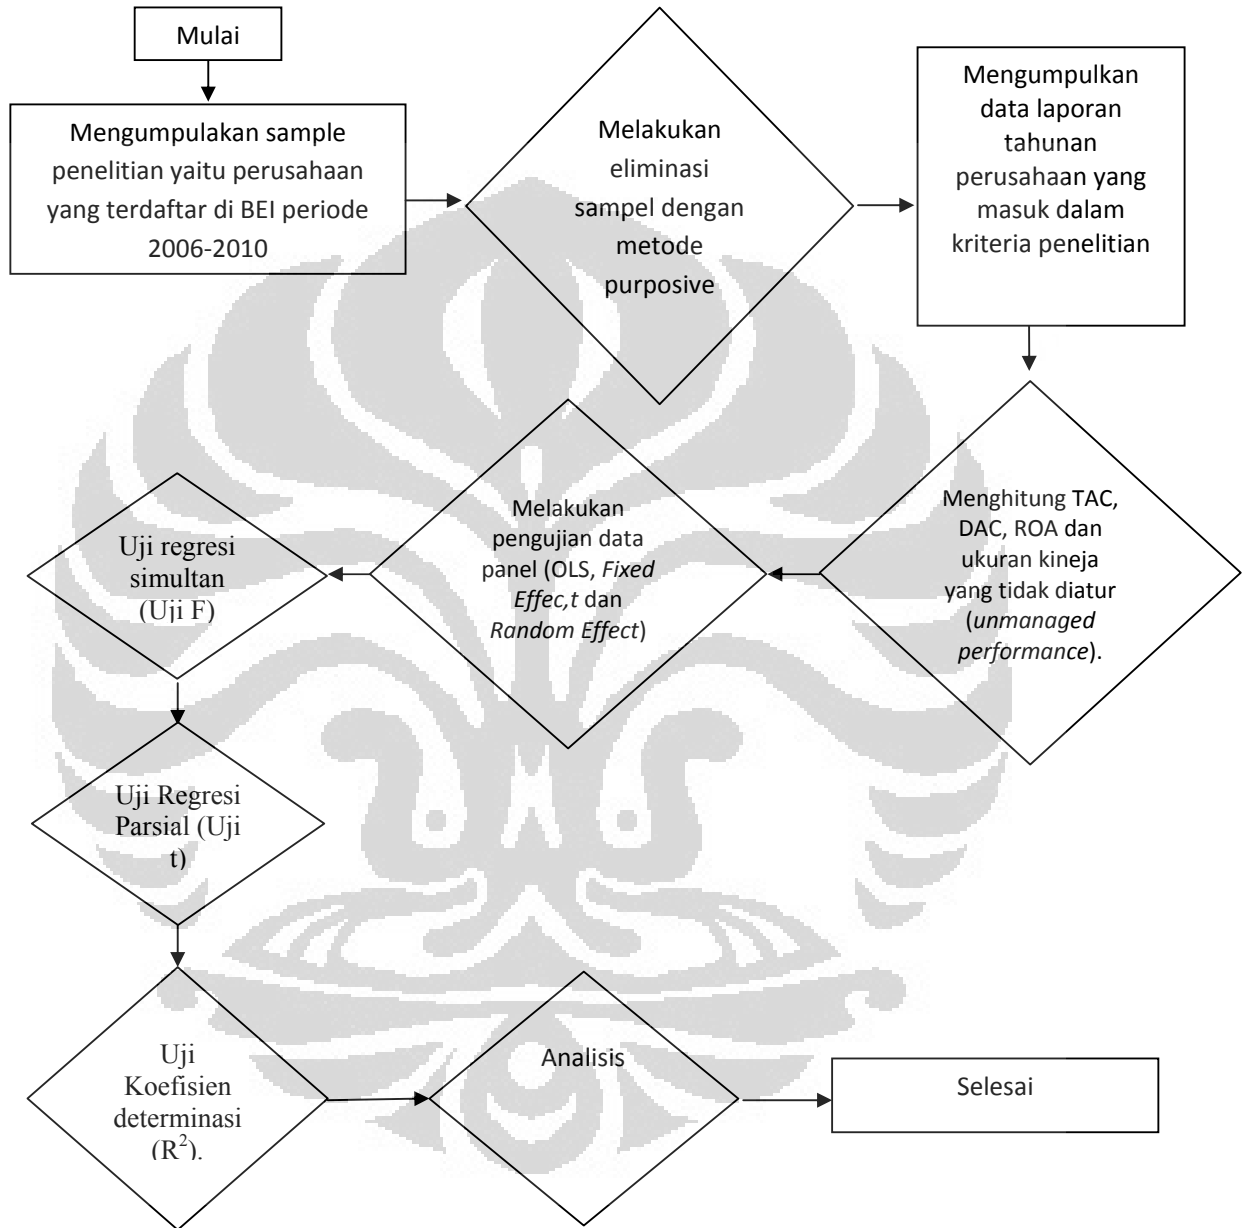 Mulai
Mengumpulakan sample
penelitian yaitu perusahaan
yang terdaftar di BEI periode
2006-2010
Melakukan
eliminasi
sampel dengan
metode
purposive
Mengumpulkan
data laporan
tahunan
perusahaan yang
masuk dalam
kriteria penelitian
Menghitung TAC,
DAC, ROA dan
ukuran kineja
yang tidak diatur
(unmanaged
performance).
Melakukan
pengujian data
panel (OLS, Fixed
Effec,t dan
Random Effect)
Uji regresi
simultan
(Uji F)
Uji Regresi
Parsial (Uji
t)
Uji
Koefisien
determinasi
(R²).
Analisis
Selesai